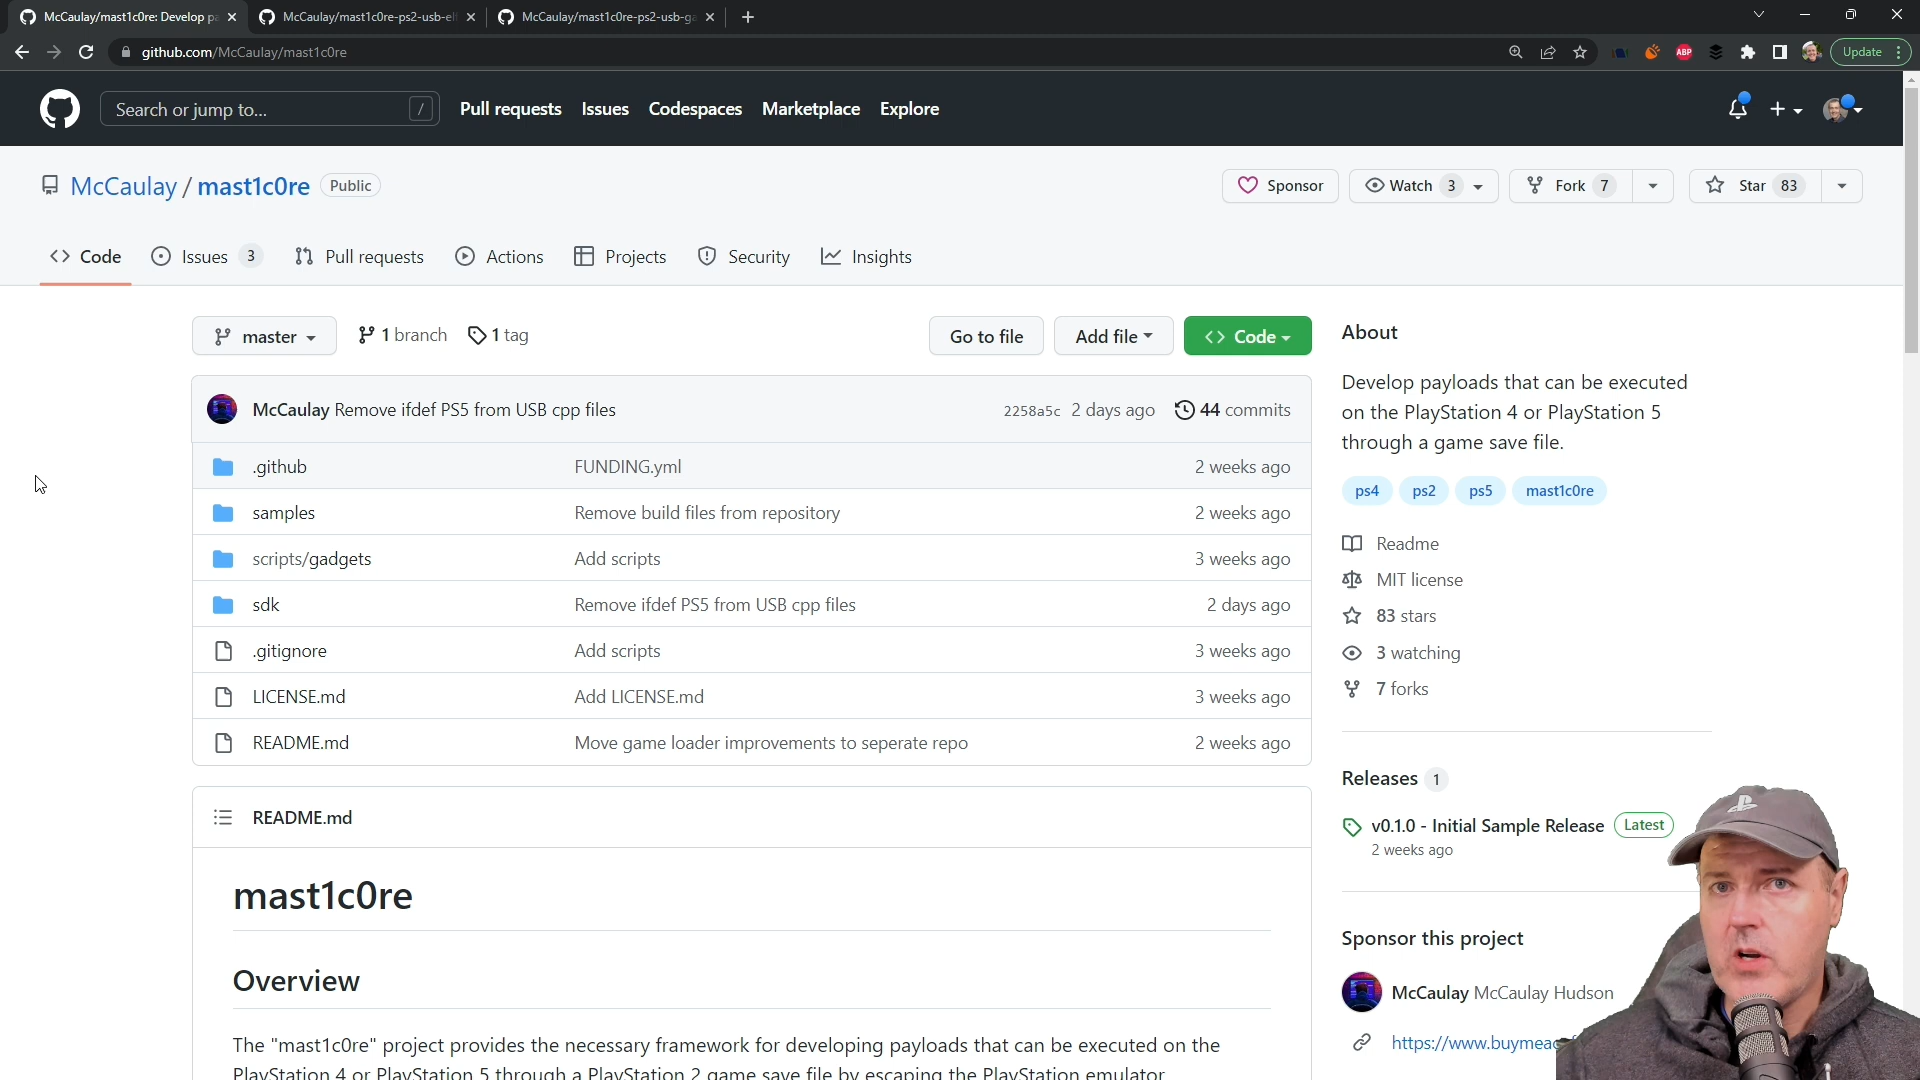 McCaulay/mast1c0re: Develop pa
McCaulay/mast1c0re-ps2-usb-elf
McCaulay/mast1c0re-ps2-usb-ga
github.com/McCaulay/mast1c0re
ABP
Update
Search or jump to...
/
Pull requests
Issues
Codespaces
Marketplace
Explore
McCaulay / mast1c0re
Public
Sponsor
Watch 3
Fork 7
Star 83
Code
Issues 3
Pull requests
Actions
Projects
Security
Insights
master
1 branch
1 tag
Go to file
Add file
Code
McCaulay Remove ifdef PS5 from USB cpp files
2258a5c 2 days ago
44 commits
.github
FUNDING.yml
2 weeks ago
samples
Remove build files from repository
2 weeks ago
scripts/gadgets
Add scripts
3 weeks ago
sdk
Remove ifdef PS5 from USB cpp files
2 days ago
.gitignore
Add scripts
3 weeks ago
LICENSE.md
Add LICENSE.md
3 weeks ago
README.md
Move game loader improvements to seperate repo
2 weeks ago
README.md
mast1c0re
Overview
The "mast1c0re" project provides the necessary framework for developing payloads that can be executed on the
PlayStation 4 or PlayStation 5 through a PlayStation 2 game save file by escaping the PlayStation emulator
About
Develop payloads that can be executed
on the PlayStation 4 or PlayStation 5
through a game save file.
ps4
ps2
ps5
mast1c0re
Readme
MIT license
83 stars
3 watching
7 forks
Releases 1
v0.1.0 - Initial Sample Release
Latest
2 weeks ago
Sponsor this project
McCaulay McCaulay Hudson
https://www.buymeacof